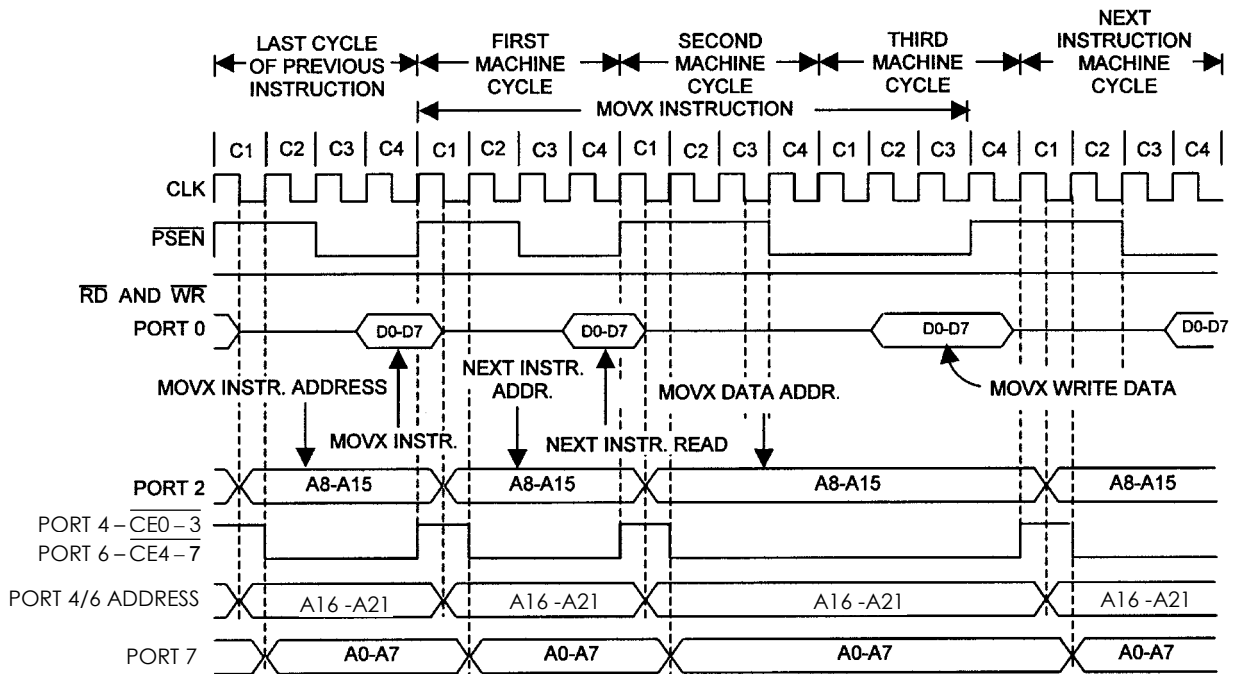 LAST CYCLE
OF PREVIOUS
INSTRUCTION
FIRST
MACHINE
CYCLE
SECOND
MACHINE
CYCLE
THIRD
MACHINE
CYCLE
NEXT
INSTRUCTION
MACHINE
CYCLE
MOVX INSTRUCTION
C1 C2 C3 C4 C1 C2 C3 C4 C1 C2 C3 C4 C1 C2 C3 C4 C1 C2 C3 C4
CLK
PSEN
RD AND WR
PORT 0 D0-D7 D0-D7 D0-D7 D0-D7
MOVX INSTR. ADDRESS
MOVX INSTR.
NEXT INSTR.
ADDR.
NEXT INSTR. READ
MOVX DATA ADDR.
MOVX WRITE DATA
PORT 2 A8-A15 A8-A15 A8-A15 A8-A15
PORT 4 – CE0 – 3
PORT 6 – CE4 – 7
PORT 4/6 ADDRESS A16 -A21 A16 -A21 A16 -A21 A16 -A21
PORT 7 A0-A7 A0-A7 A0-A7 A0-A7